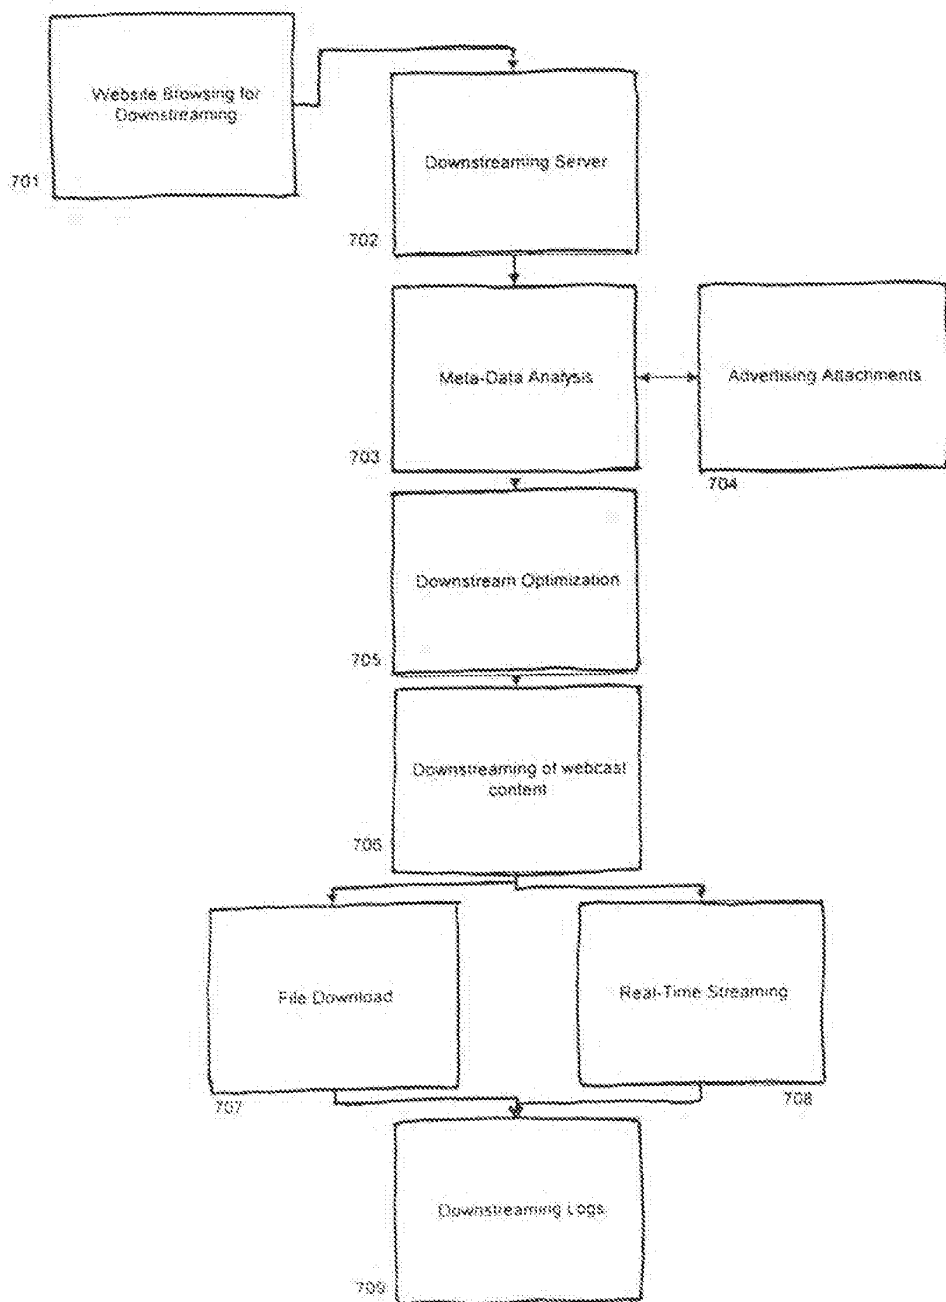 Website Browsing for
Downstreaming
701
Downstreaming Server
702
Meta-Data Analysis
703
Advertising Attachments
704
Downstream Optimization
705
Downstreaming of webcast
content
706
File Download
707
Real-Time Streaming
708
Downstreaming Logs
709